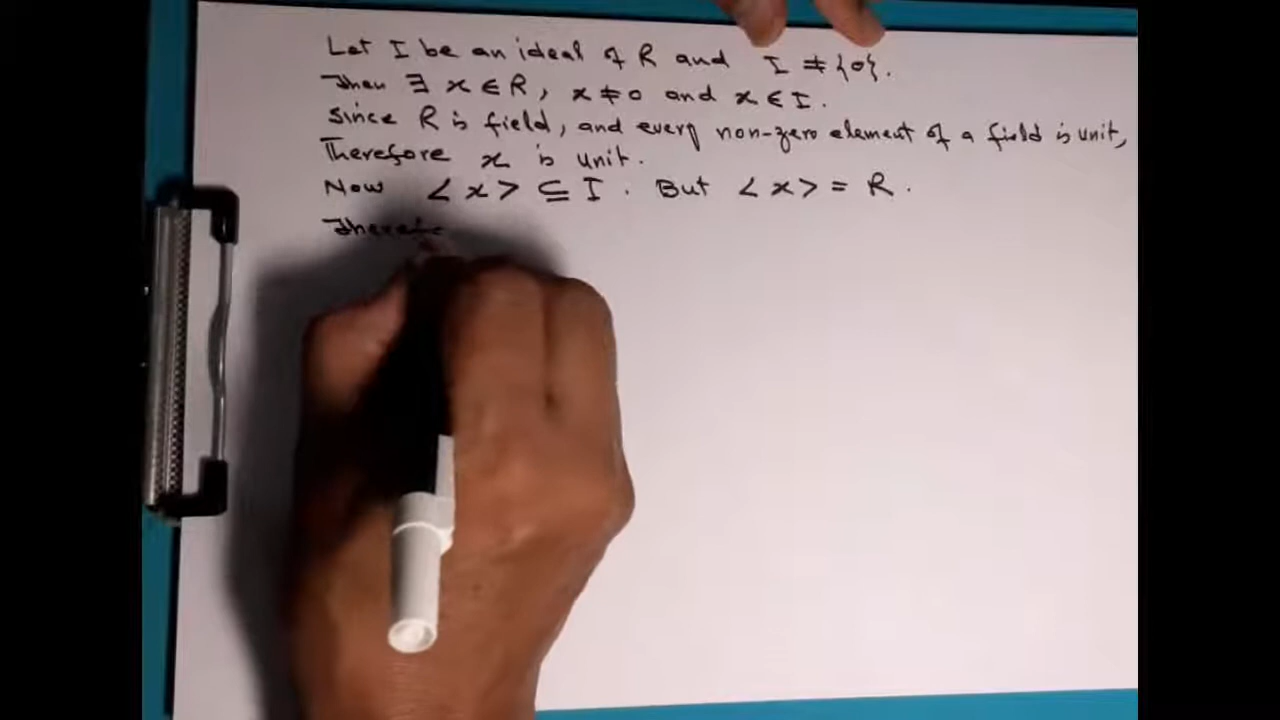 Let I be an ideal of R and I ≠ {0}.
Then ∃ x ∈ R, x ≠ 0 and x ∈ I.
Since R is field, and every non-zero element of a field is unit,
Therefore x is unit.
Now < x > ⊆ I. But < x > = R.